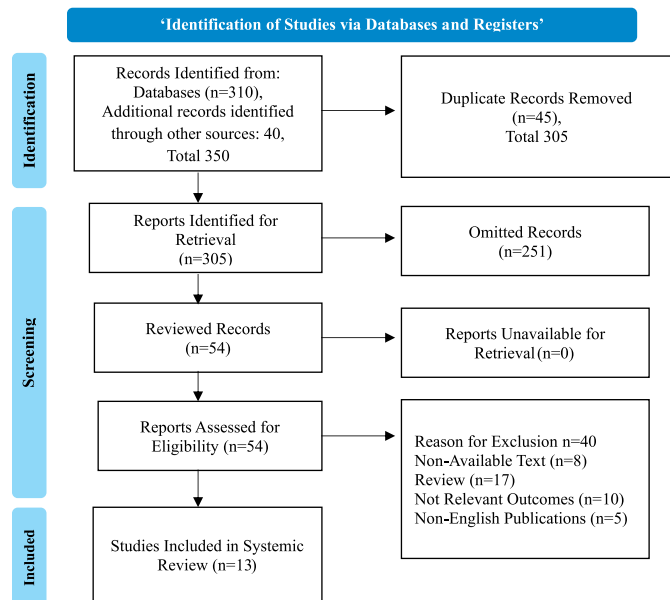 ‘Identification of Studies via Databases and Registers’
Identification
Records Identified from:
Databases (n=310),
Additional records identified
through other sources: 40,
Total 350
Duplicate Records Removed
(n=45),
Total 305
Screening
Reports Identified for
Retrieval
(n=305)
Omitted Records
(n=251)
Reviewed Records
(n=54)
Reports Unavailable for
Retrieval (n=0)
Reports Assessed for
Eligibility (n=54)
Reason for Exclusion n=40
Non-Available Text (n=8)
Review (n=17)
Not Relevant Outcomes (n=10)
Non-English Publications (n=5)
Included
Studies Included in Systemic
Review (n=13)